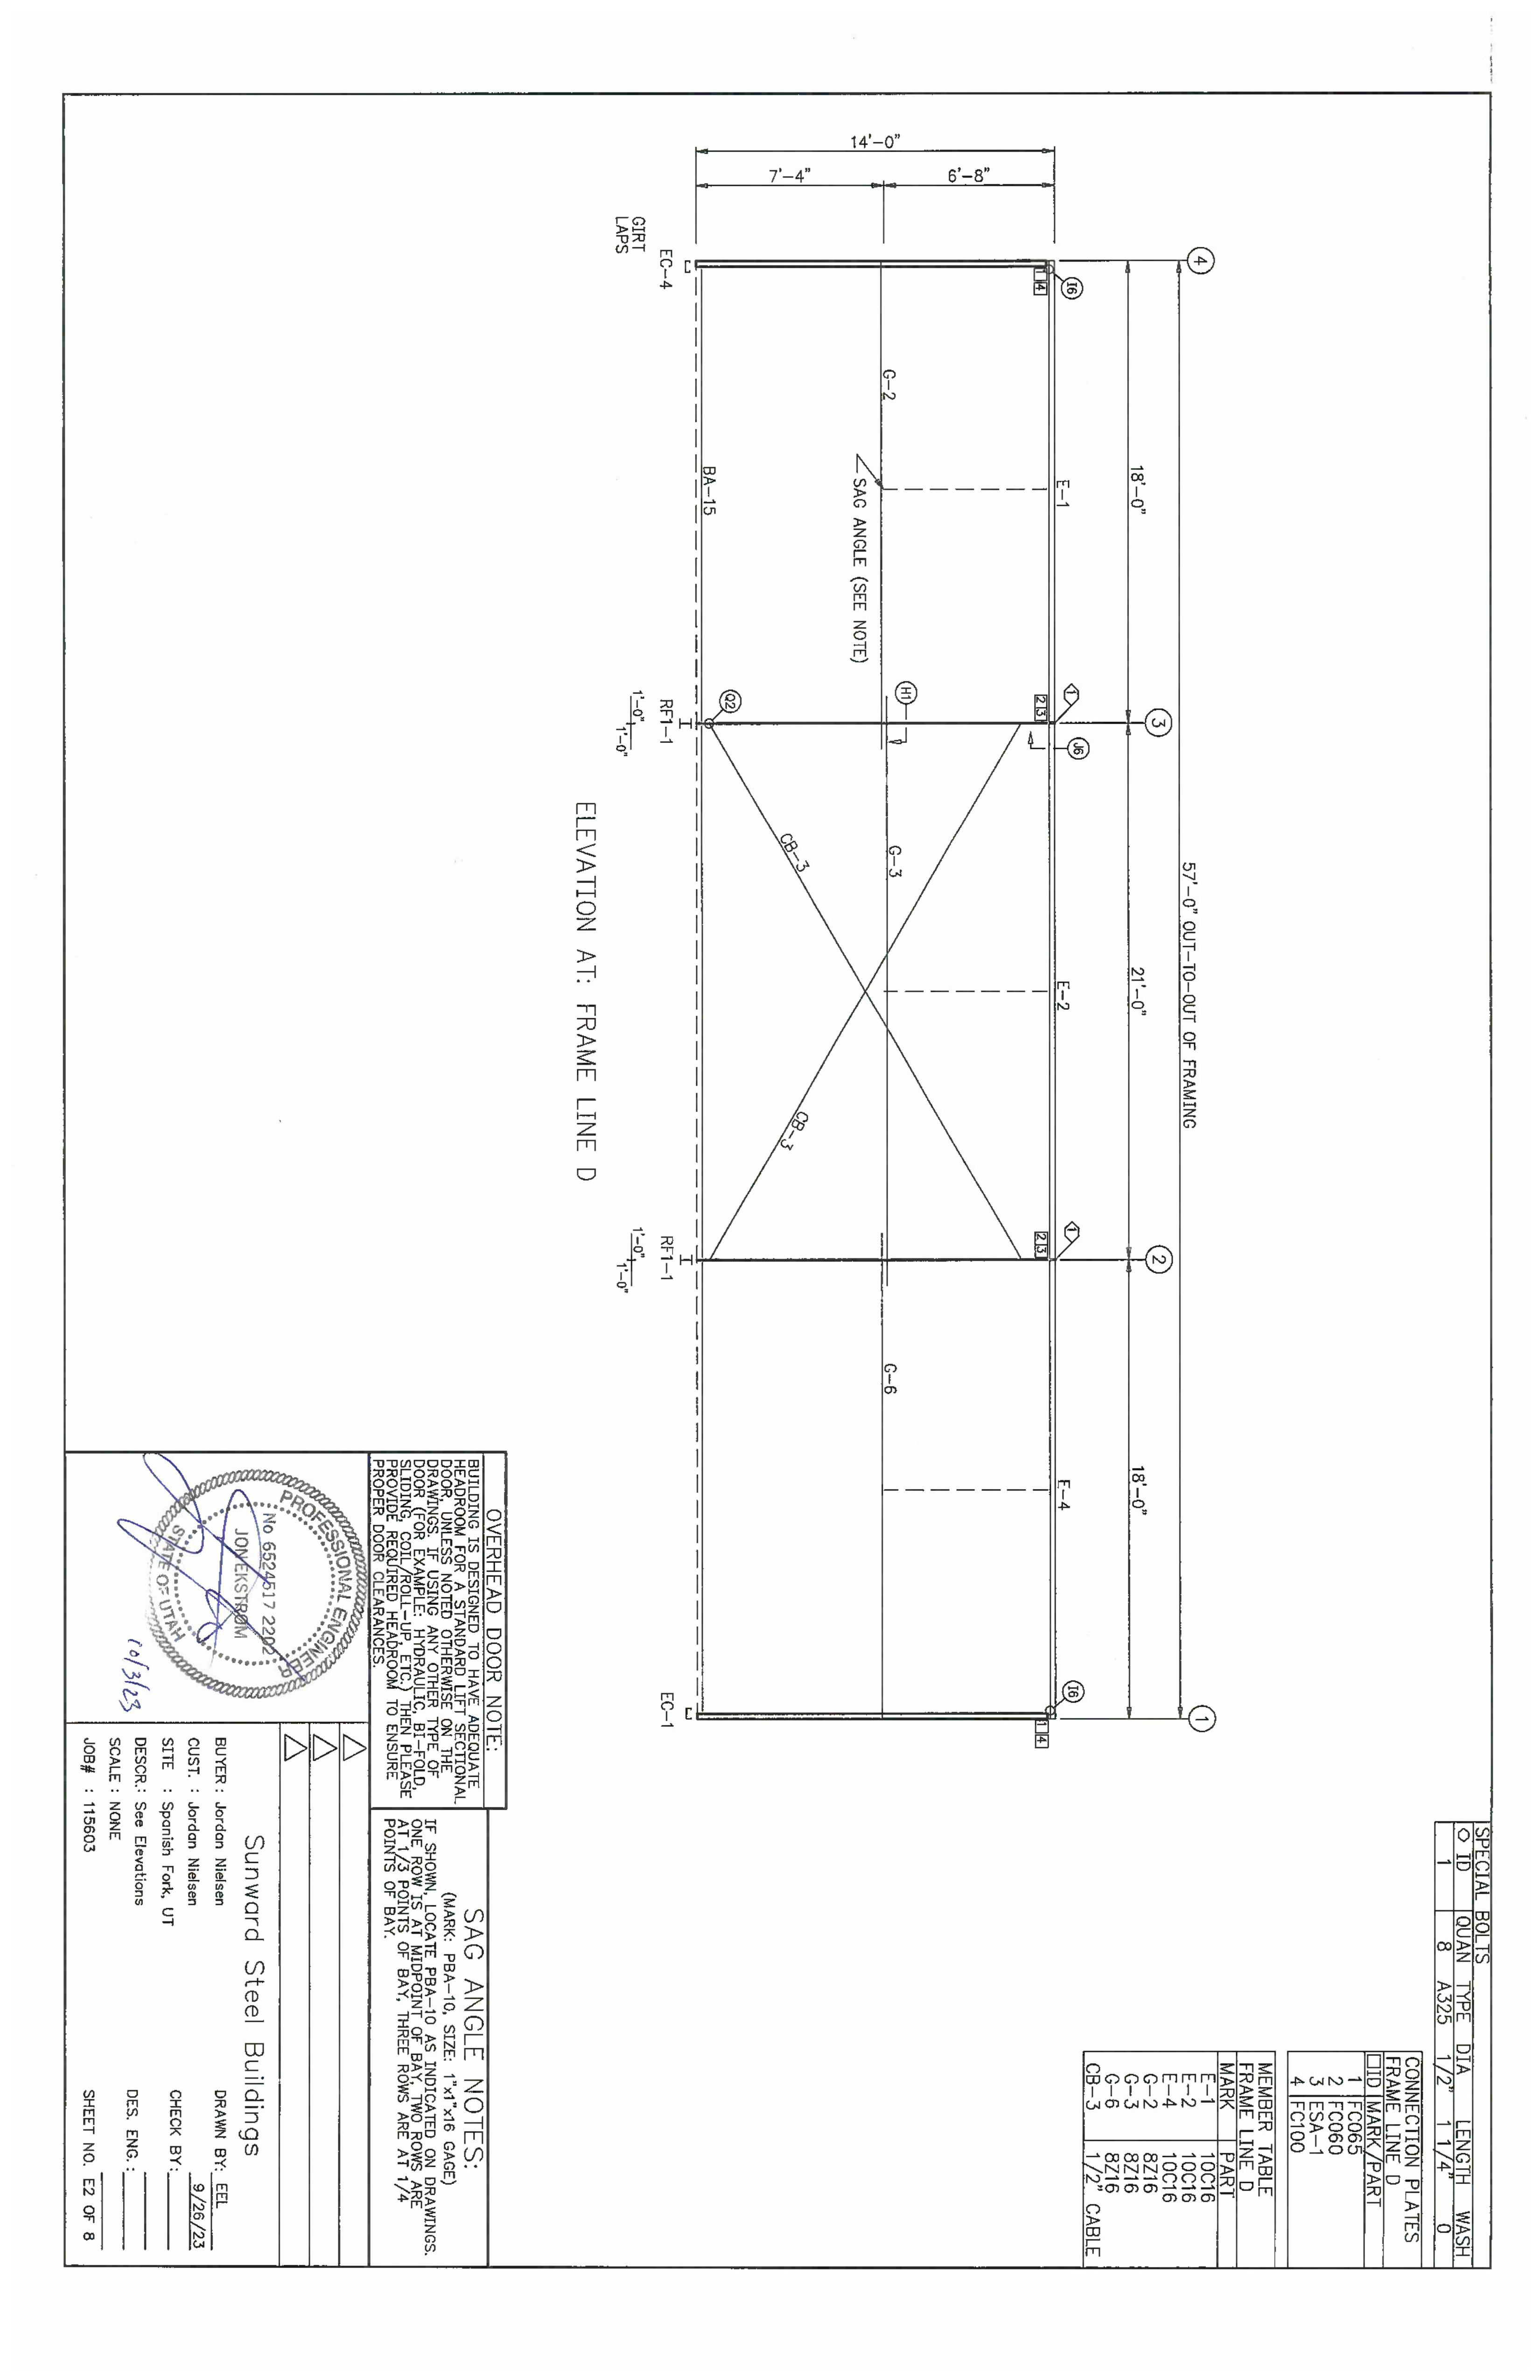 SPECIAL BOLTS
○ ID QUAN TYPE DIA LENGTH WASH
1 8 A325 1/2" 1 1/4" 0
CONNECTION PLATES
FRAME LINE D
□ID MARK/PART
1 FC065
2 FC060
3 ESA-1
4 FC100
MEMBER TABLE
FRAME LINE D
MARK PART
E-1 10C16
E-2 10C16
E-4 10C16
G-2 8Z16
G-3 8Z16
G-6 8Z16
CB-3 1/2" CABLE
4
3
2
1
57'-0" OUT-TO-OUT OF FRAMING
18'-0"
21'-0"
18'-0"
I6
1
J6
1
I6
E-1
E-2
E-4
1 4
2 3
2 3
1 4
14'-0"
6'-8"
7'-4"
H1
G-2
G-3
G-6
SAG ANGLE (SEE NOTE)
CB-3
CB-3
Q2
BA-15
EC-4
RF1-1
RF1-1
EC-1
GIRT
LAPS
1'-0" 1'-0"
1'-0" 1'-0"
ELEVATION AT: FRAME LINE D
OVERHEAD DOOR NOTE:
BUILDING IS DESIGNED TO HAVE ADEQUATE
HEADROOM FOR A STANDARD LIFT SECTIONAL
DOOR, UNLESS NOTED OTHERWISE ON THE
DRAWINGS. IF USING ANY OTHER TYPE OF
DOOR (FOR EXAMPLE: HYDRAULIC, BI-FOLD,
SLIDING, COIL/ROLL-UP, ETC.) THEN PLEASE
PROVIDE REQUIRED HEADROOM TO ENSURE
PROPER DOOR CLEARANCES.
SAG ANGLE NOTES:
(MARK: PBA-10, SIZE: 1"x1"x16 GAGE)
IF SHOWN, LOCATE PBA-10 AS INDICATED ON DRAWINGS.
ONE ROW IS AT MIDPOINT OF BAY, TWO ROWS ARE
AT 1/3 POINTS OF BAY, THREE ROWS ARE AT 1/4
POINTS OF BAY.
PROFESSIONAL ENGINEER
No 6524517 2202
JON EKSTROM
STATE OF UTAH
10/3/23
Sunward Steel Buildings
BUYER : Jordan Nielsen DRAWN BY: EEL
CUST. : Jordan Nielsen 9/26/23
SITE : Spanish Fork, UT CHECK BY:
DESCR.: See Elevations
SCALE : NONE DES. ENG.:
JOB# : 115603 SHEET NO. E2 OF 8